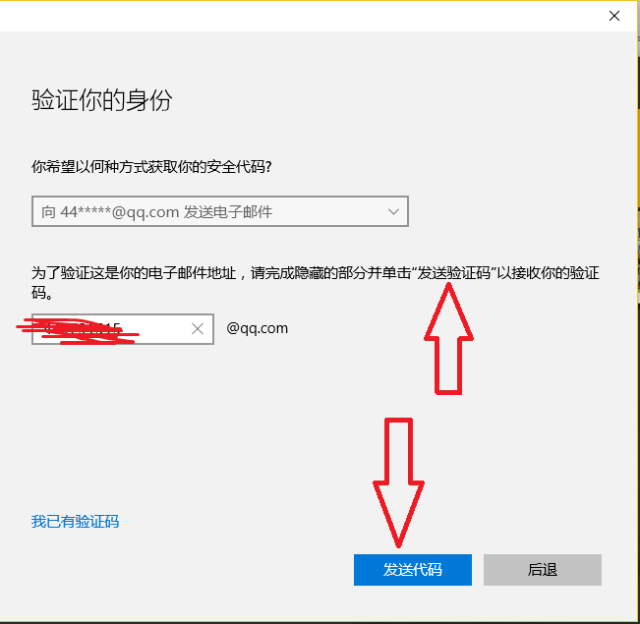 验证你的身份
你希望以何种方式获取你的安全代码?
向 44*****@qq.com 发送电子邮件
为了验证这是你的电子邮件地址，请完成隐藏的部分并单击"发送验证码"以接收你的验证
码。
@qq.com
我已有验证码
发送代码
后退